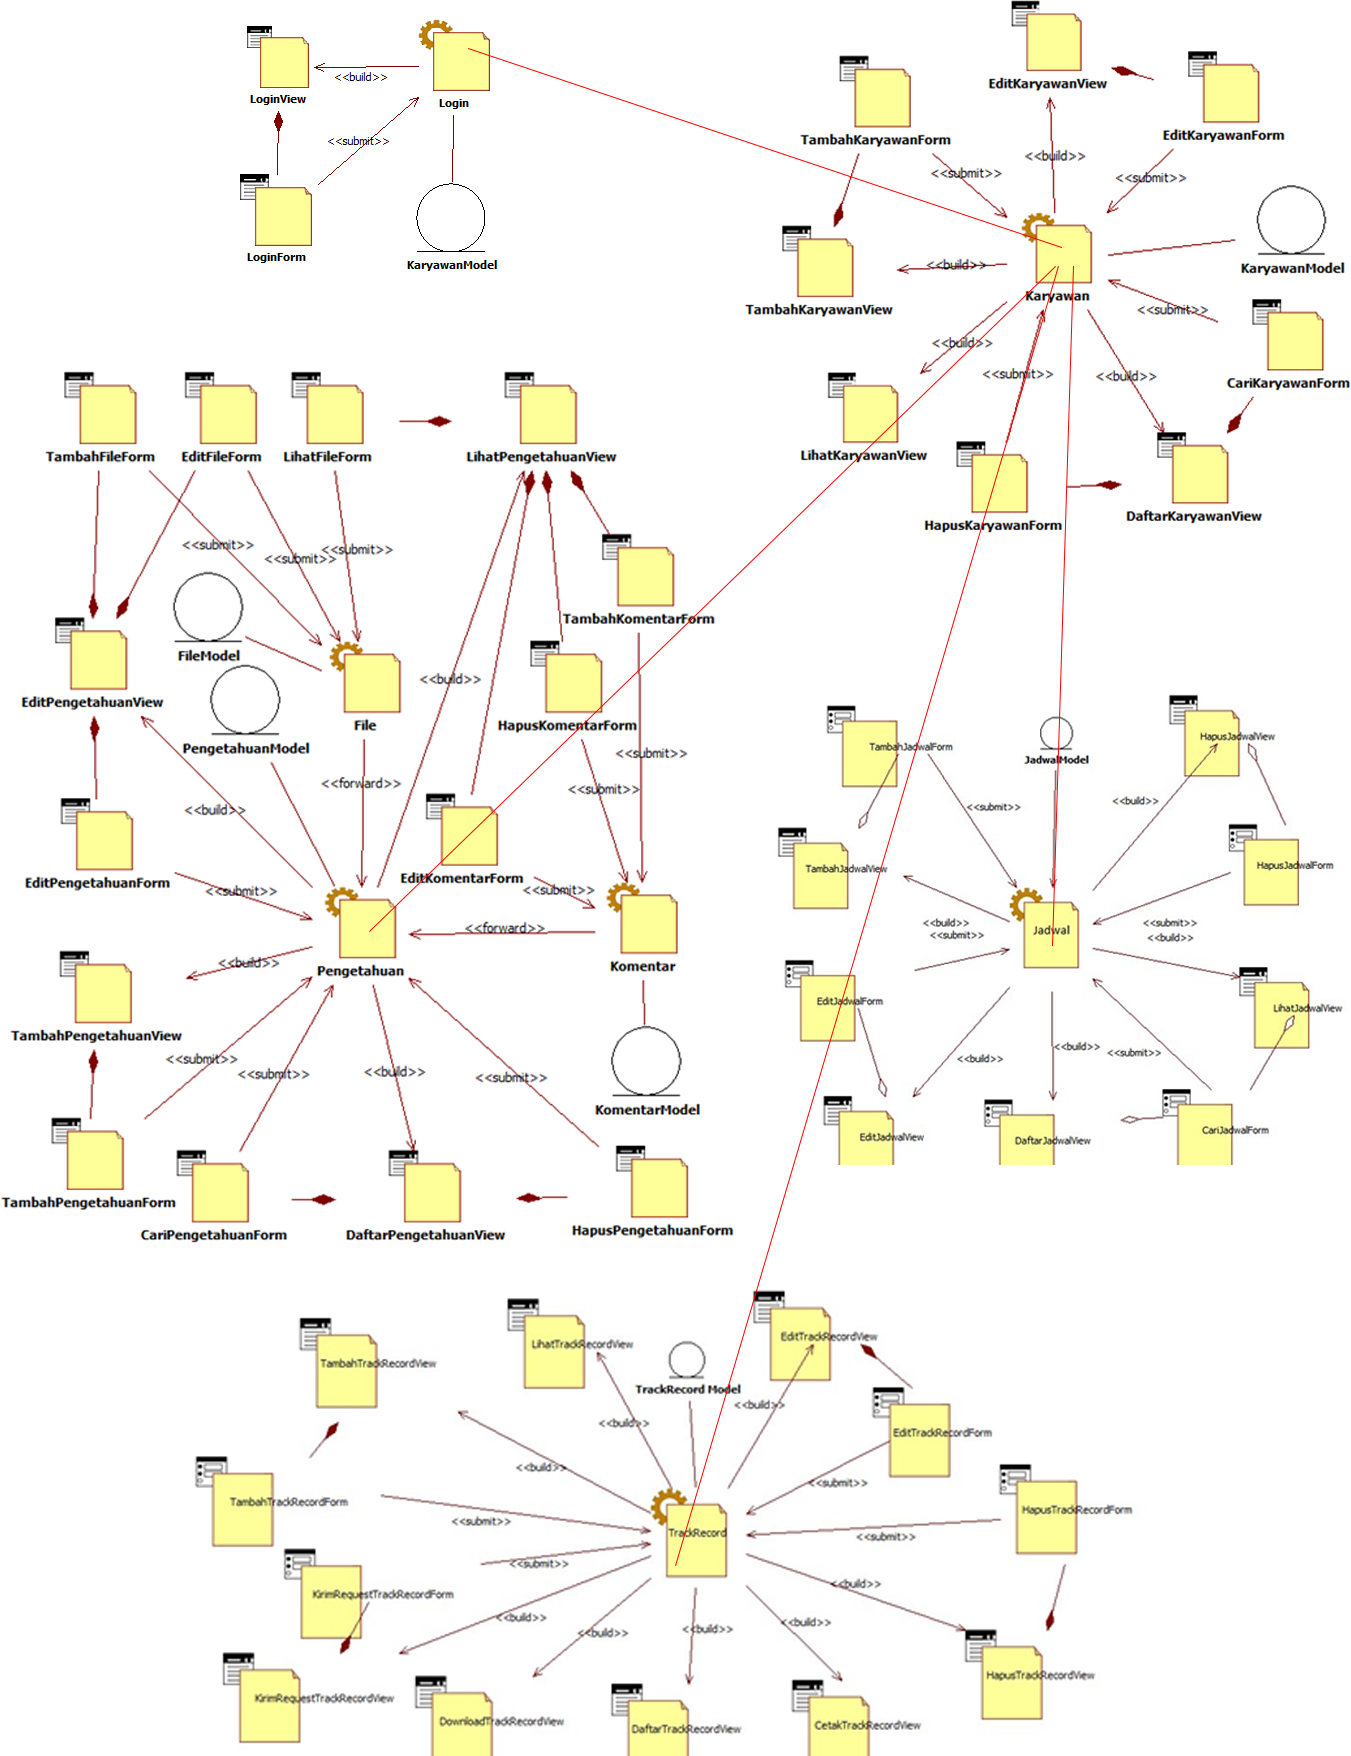 <<build>>
LoginView
Login
<<submit>>
LoginForm
KaryawanModel
EditKaryawanView
TambahKaryawanForm
EditKaryawanForm
<<build>>
<<submit>>
<<submit>>
<<build>>
KaryawanModel
Karyawan
TambahKaryawanView
<<submit>>
<<build>>
<<submit>>
<<build>>
CariKaryawanForm
LihatKaryawanView
HapusKaryawanForm
DaftarKaryawanView
TambahFileForm
EditFileForm
LihatFileForm
LihatPengetahuanView
<<submit>>
<<submit>>
<<submit>>
TambahKomentarForm
FileModel
<<build>>
EditPengetahuanView
File
HapusKomentarForm
PengetahuanModel
<<submit>>
<<forward>>
<<submit>>
<<build>>
EditPengetahuanForm
EditKomentarForm
<<submit>>
<<submit>>
<<forward>>
<<build>>
Pengetahuan
Komentar
TambahPengetahuanView
<<submit>>
<<submit>>
<<build>>
<<submit>>
KomentarModel
TambahPengetahuanForm
CariPengetahuanForm
DaftarPengetahuanView
HapusPengetahuanForm
TambahJadwalForm
JadwalModel
HapusJadwalView
<<submit>>
<<build>>
TambahJadwalView
HapusJadwalForm
<<build>>
<<submit>>
<<submit>>
<<build>>
Jadwal
EditJadwalForm
LihatJadwalView
<<build>>
<<build>>
<<submit>>
EditJadwalView
DaftarJadwalView
CariJadwalForm
TambahTrackRecordView
LihatTrackRecordView
EditTrackRecordView
TrackRecord Model
<<build>>
<<build>>
EditTrackRecordForm
<<build>>
<<submit>>
TambahTrackRecordForm
HapusTrackRecordForm
<<submit>>
TrackRecord
<<submit>>
<<submit>>
<<build>>
KirimRequestTrackRecordForm
<<build>>
<<build>>
<<build>>
<<build>>
HapusTrackRecordView
KirimRequestTrackRecordView
DownloadTrackRecordView
DaftarTrackRecordView
CetakTrackRecordView